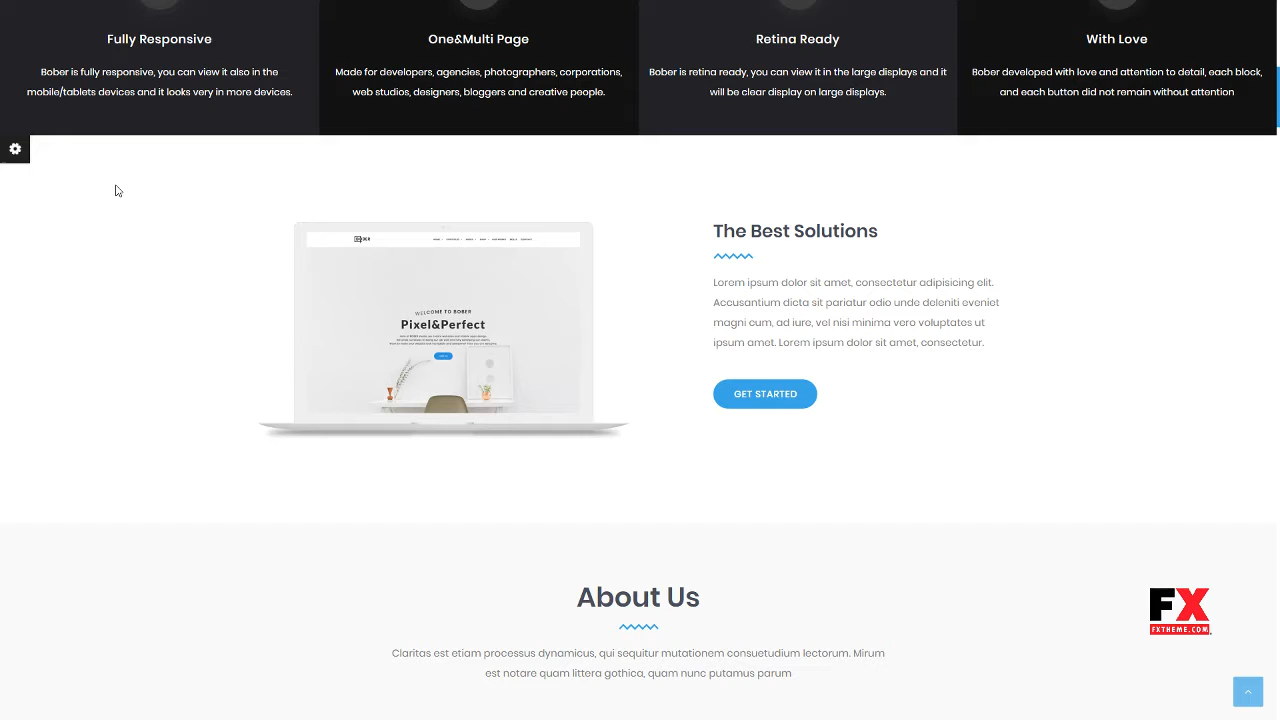 Fully Responsive
Bober is fully responsive, you can view it also in the
mobile/tablets devices and it looks very in more devices.
One&Multi Page
Made for developers, agencies, photographers, corporations,
web studios, designers, bloggers and creative people.
Retina Ready
Bober is retina ready, you can view it in the large displays and it
will be clear display on large displays.
With Love
Bober developed with love and attention to detail, each block,
and each button did not remain without attention
WELCOME TO BOBER
Pixel&Perfect
The Best Solutions
Lorem ipsum dolor sit amet, consectetur adipisicing elit.
Accusantium dicta sit pariatur odio unde deleniti eveniet
magni cum, ad iure, vel nisi minima vero voluptates ut
ipsum amet. Lorem ipsum dolor sit amet, consectetur.
GET STARTED
About Us
Claritas est etiam processus dynamicus, qui sequitur mutationem consuetudium lectorum. Mirum
est notare quam littera gothica, quam nunc putamus parum
FX
FXTHEME.COM